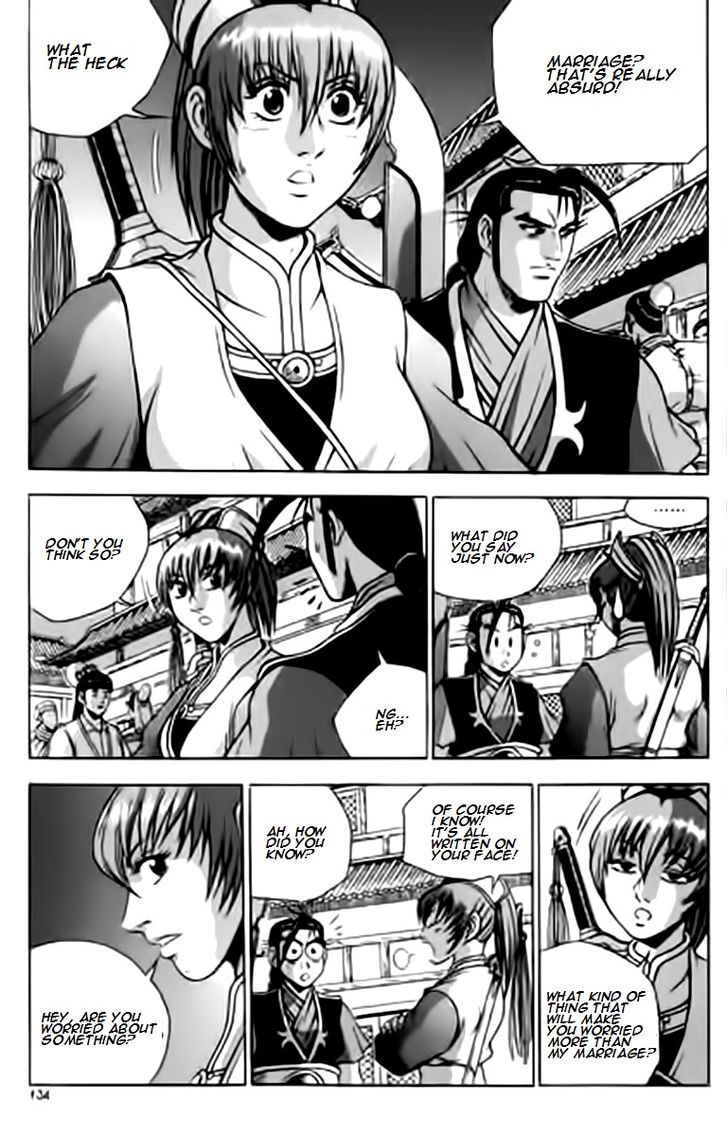 WHAT
THE HECK
MARRIAGE?
THAT'S REALLY
ABSURD!
DON'T YOU
THINK SO?
NG...
EH?
WHAT DID
YOU SAY
JUST NOW?
.......
HEY, ARE YOU
WORRIED ABOUT
SOMETHING?
AH, HOW
DID YOU
KNOW?
OF COURSE
I KNOW!
IT'S ALL
WRITTEN ON
YOUR FACE!
WHAT KIND OF
THING THAT
WILL MAKE
YOU WORRIED
MORE THAN
MY MARRIAGE?
134